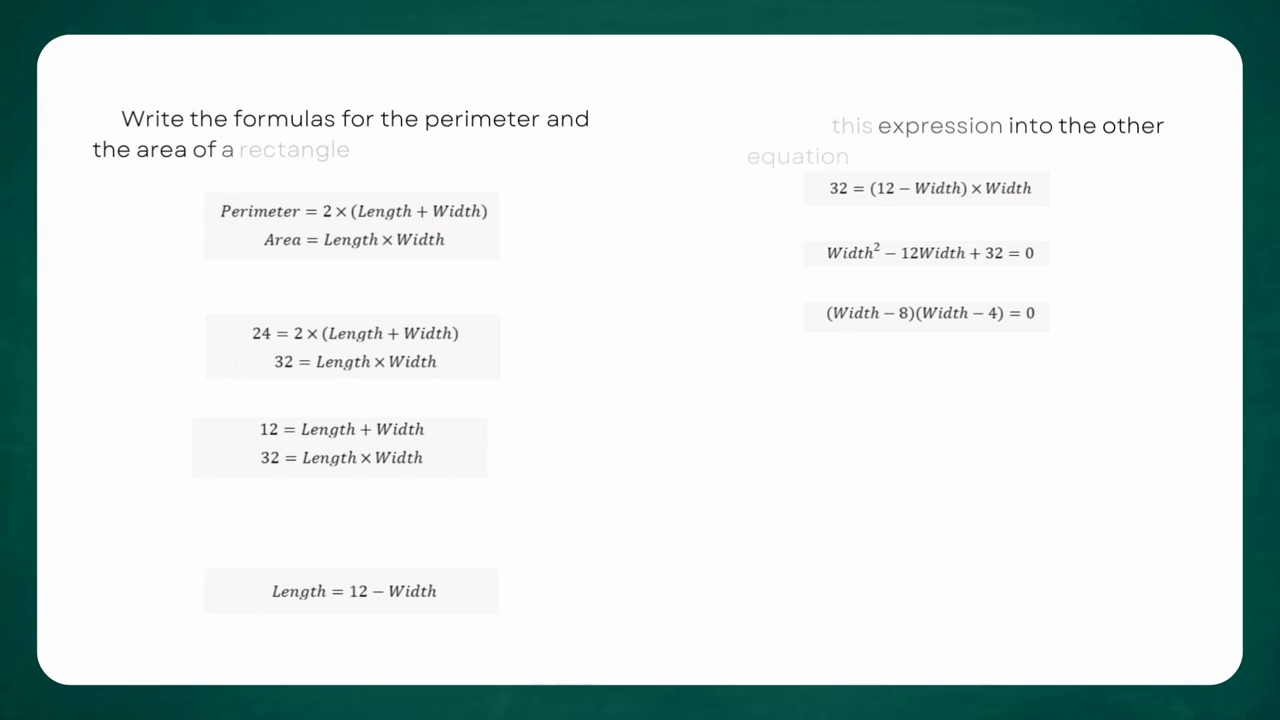 Write the formulas for the perimeter and
the area of a rectangle
Perimeter = 2 × (Length + Width)
Area = Length × Width
24 = 2 × (Length + Width)
32 = Length × Width
12 = Length + Width
32 = Length × Width
Length = 12 − Width
this expression into the other
equation
32 = (12 − Width) × Width
Width² − 12Width + 32 = 0
(Width − 8)(Width − 4) = 0